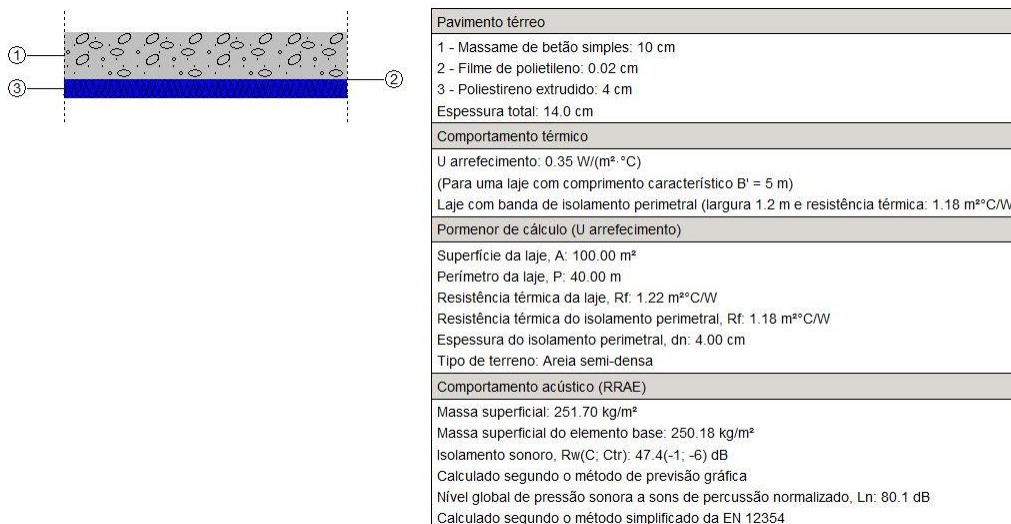 1
2
3
Pavimento térreo
1 - Massame de betão simples: 10 cm
2 - Filme de polietileno: 0.02 cm
3 - Poliestireno extrudido: 4 cm
Espessura total: 14.0 cm
Comportamento térmico
U arrefecimento: 0.35 W/(m²·°C)
(Para uma laje com comprimento característico B' = 5 m)
Laje com banda de isolamento perimetral (largura 1.2 m e resistência térmica: 1.18 m²°C/W
Pormenor de cálculo (U arrefecimento)
Superfície da laje, A: 100.00 m²
Perímetro da laje, P: 40.00 m
Resistência térmica da laje, Rf: 1.22 m²°C/W
Resistência térmica do isolamento perimetral, Rf: 1.18 m²°C/W
Espessura do isolamento perimetral, dn: 4.00 cm
Tipo de terreno: Areia semi-densa
Comportamento acústico (RRAE)
Massa superficial: 251.70 kg/m²
Massa superficial do elemento base: 250.18 kg/m²
Isolamento sonoro, Rw(C; Ctr): 47.4(-1; -6) dB
Calculado segundo o método de previsão gráfica
Nível global de pressão sonora a sons de percussão normalizado, Ln: 80.1 dB
Calculado segundo o método simplificado da EN 12354